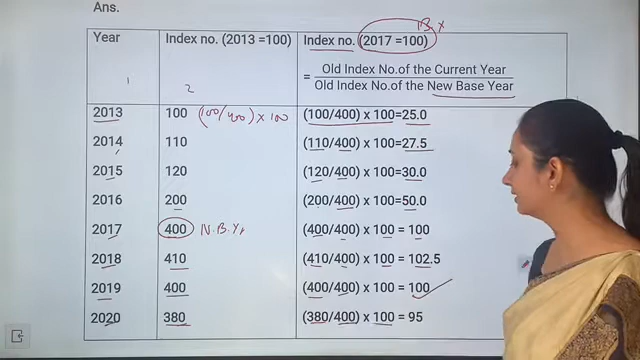 Ans.
N.B.Yr
Year
Index no. (2013 =100)
Index no. (2017 =100)
= Old Index No.of the Current Year
Old Index No.of the New Base Year
1
2
2013 100 (100/400) x 100 (100/400) x 100=25.0
2014 110 (110/400) x 100=27.5
2015 120 (120/400) x 100=30.0
2016 200 (200/400) x 100=50.0
2017 400 N.B.Yr (400/400) x 100 = 100
2018 410 (410/400) x 100 = 102.5
2019 400 (400/400) x 100 = 100
2020 380 (380/400) x 100 = 95